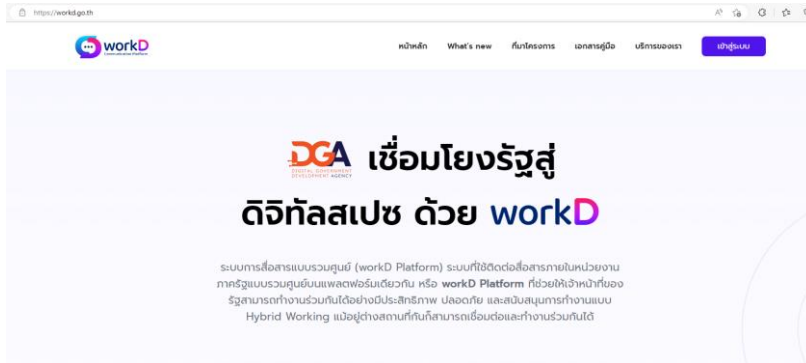 https://workd.go.th
workD
หน้าหลัก What's new ที่มาโครงการ เอกสารคู่มือ บริการของเรา เข้าสู่ระบบ
DGA เชื่อมโยงรัฐสู่
DIGITAL GOVERNMENT
DEVELOPMENT AGENCY
ดิจิทัลสเปซ ด้วย workD
ระบบการสื่อสารแบบรวมศูนย์ (workD Platform) ระบบที่ใช้ติดต่อสื่อสารภายในหน่วยงาน
ภาครัฐแบบรวมศูนย์บนแพลตฟอร์มเดียวกัน หรือ workD Platform ที่ช่วยให้เจ้าหน้าที่ของ
รัฐสามารถทำงานร่วมกันได้อย่างมีประสิทธิภาพ ปลอดภัย และสนับสนุนการทำงานแบบ
Hybrid Working แม้อยู่ต่างสถานที่กันก็สามารถเชื่อมต่อและทำงานร่วมกันได้